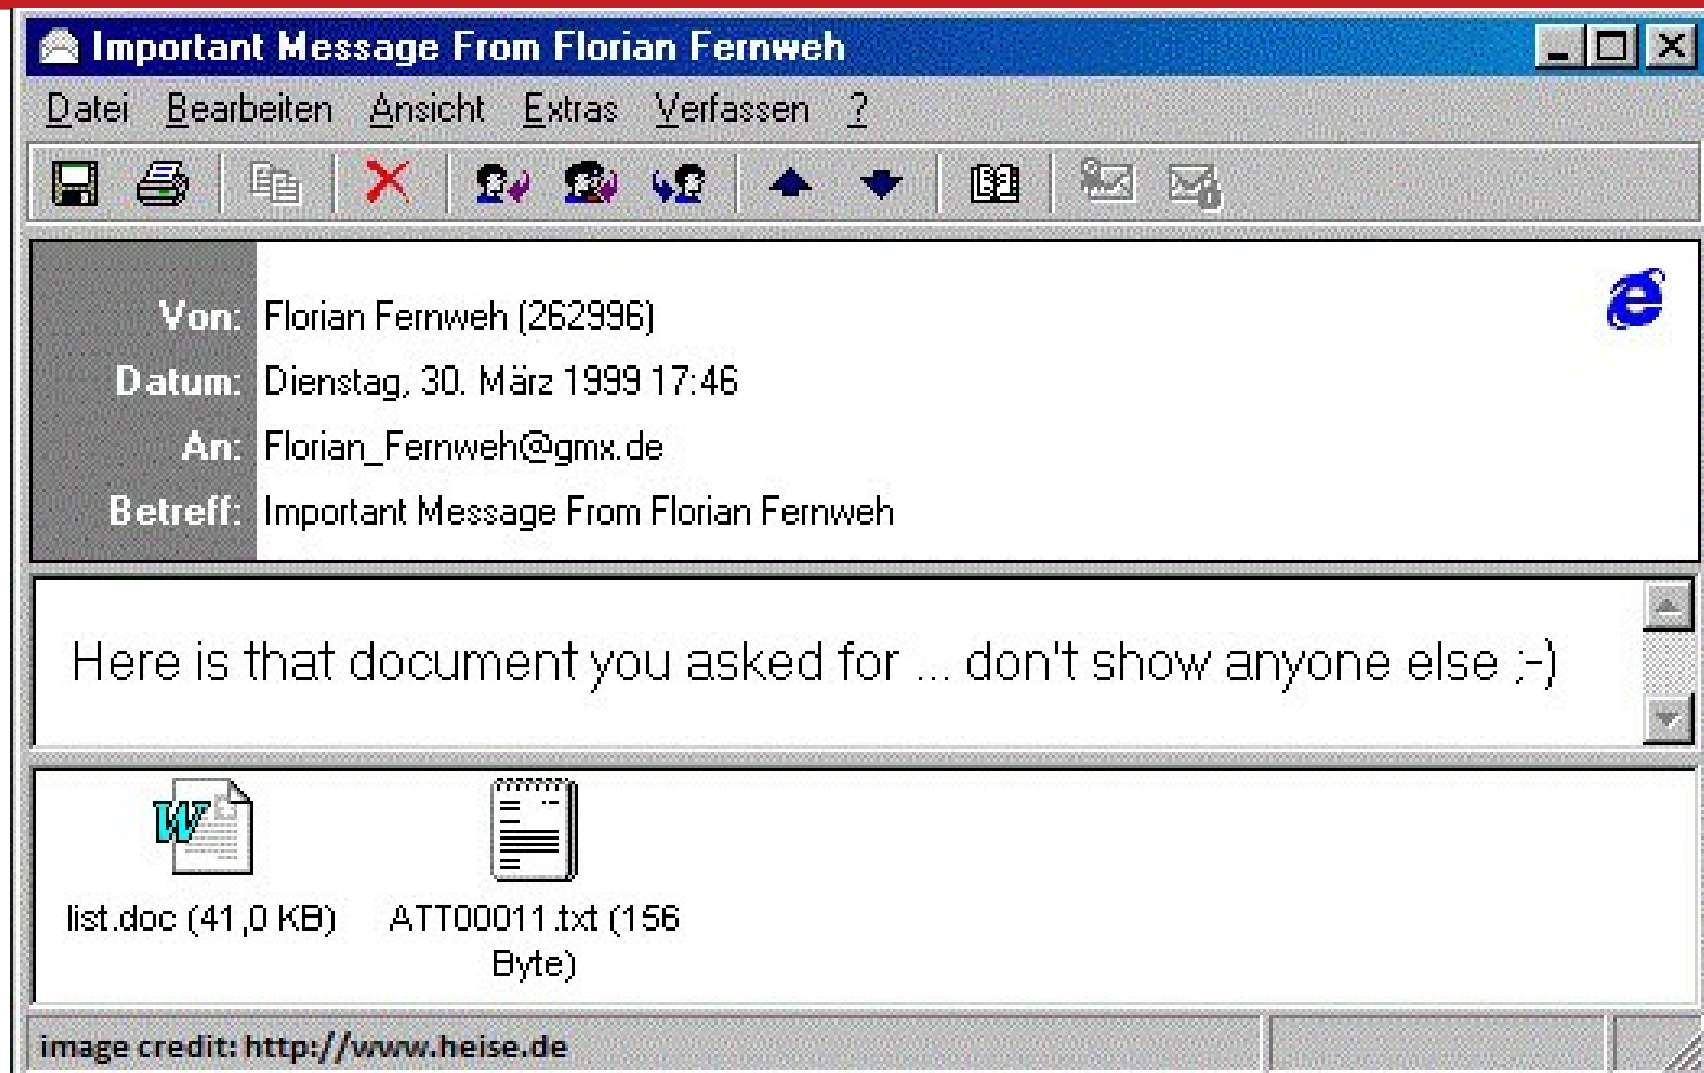 Important Message From Florian Fernweh
Datei Bearbeiten Ansicht Extras Verfassen ?
Von: Florian Fernweh (262996)
Datum: Dienstag, 30. März 1999 17:46
An: Florian_Fernweh@gmx.de
Betreff: Important Message From Florian Fernweh
Here is that document you asked for ... don't show anyone else ;-)
list.doc (41,0 KB) ATT00011.txt (156
Byte)
image credit: http://www.heise.de